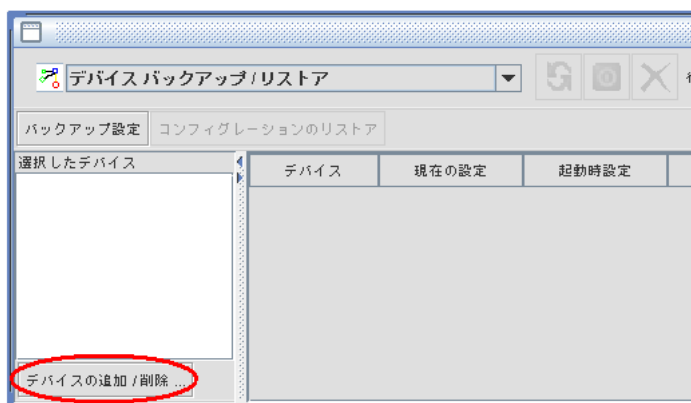 デバイス バックアップ / リストア
バックアップ設定 コンフィグレーションのリストア
選択したデバイス
デバイス 現在の設定 起動時設定
デバイスの追加 / 削除 ...